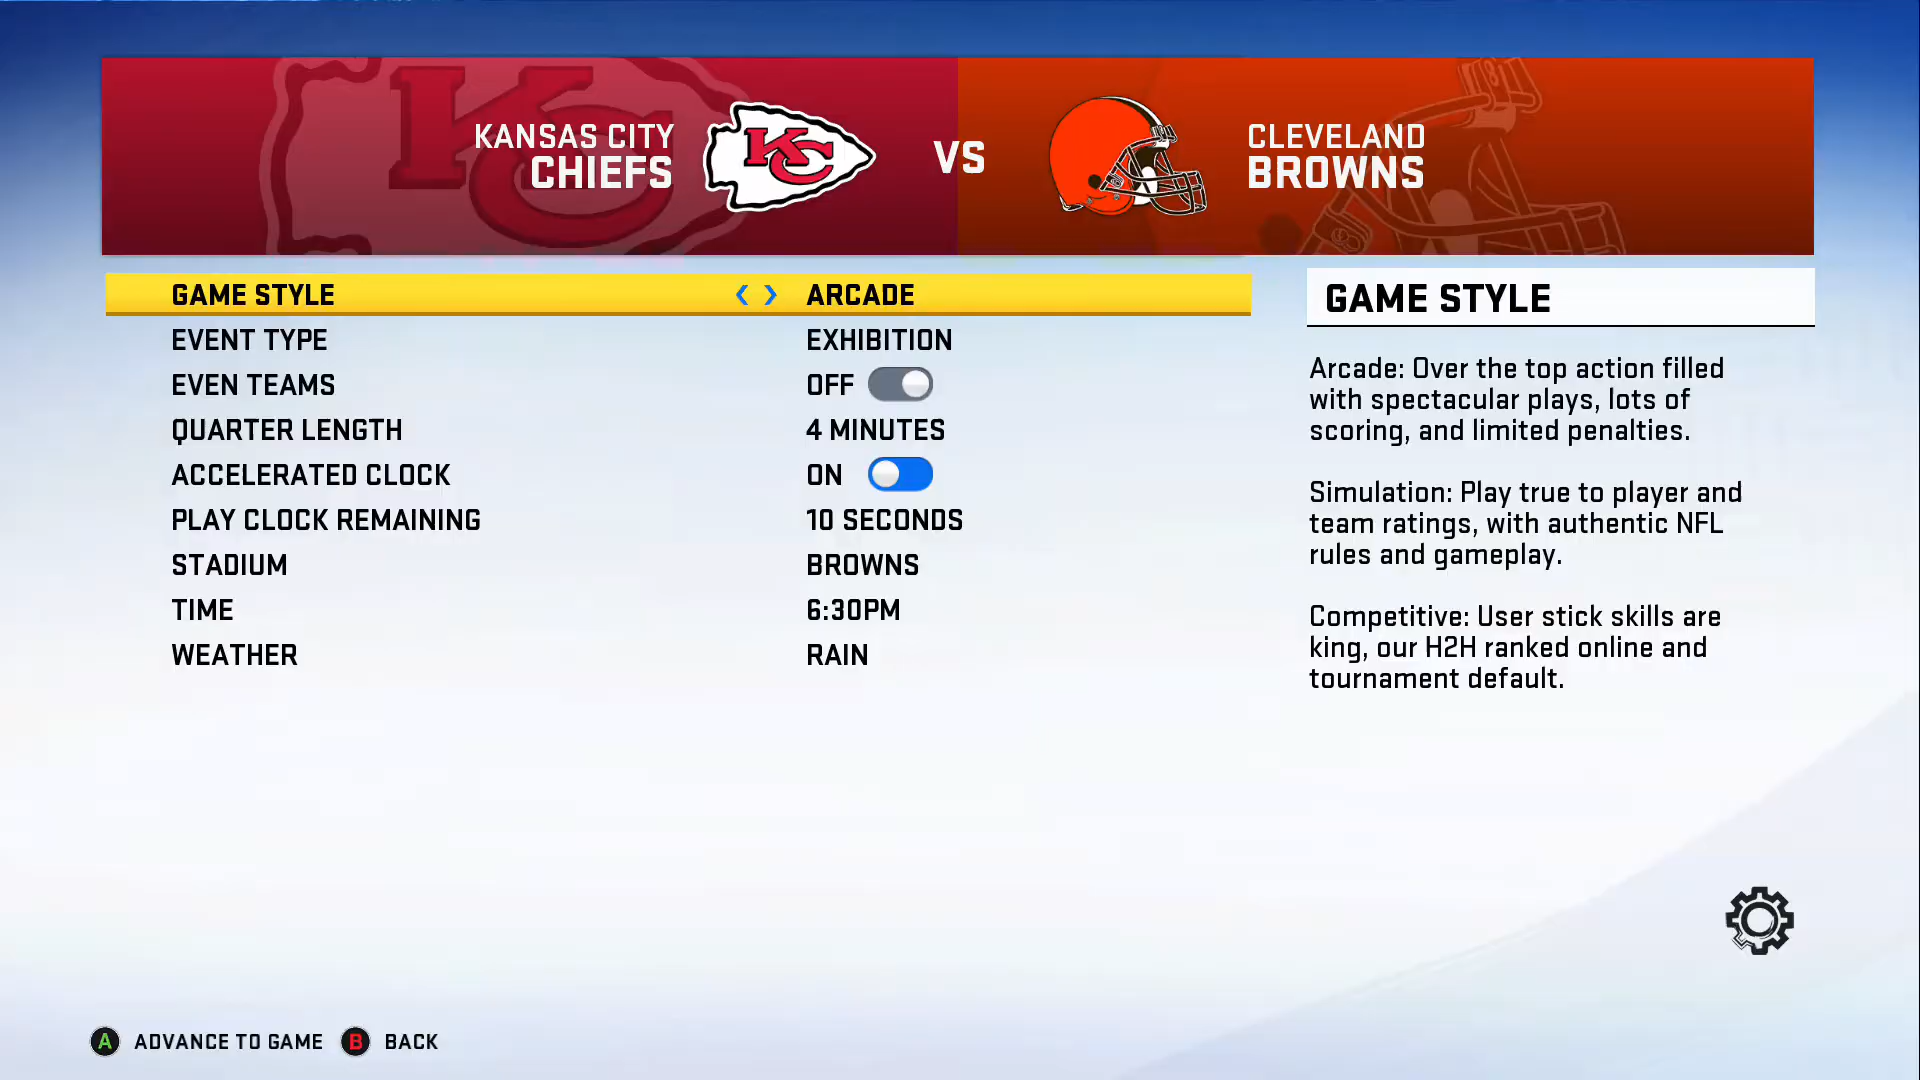 KANSAS CITY
CHIEFS
KC
VS
CLEVELAND
BROWNS
GAME STYLE ARCADE
EVENT TYPE EXHIBITION
EVEN TEAMS OFF
QUARTER LENGTH 4 MINUTES
ACCELERATED CLOCK ON
PLAY CLOCK REMAINING 10 SECONDS
STADIUM BROWNS
TIME 6:30PM
WEATHER RAIN
GAME STYLE
Arcade: Over the top action filled
with spectacular plays, lots of
scoring, and limited penalties.
Simulation: Play true to player and
team ratings, with authentic NFL
rules and gameplay.
Competitive: User stick skills are
king, our H2H ranked online and
tournament default.
A ADVANCE TO GAME B BACK